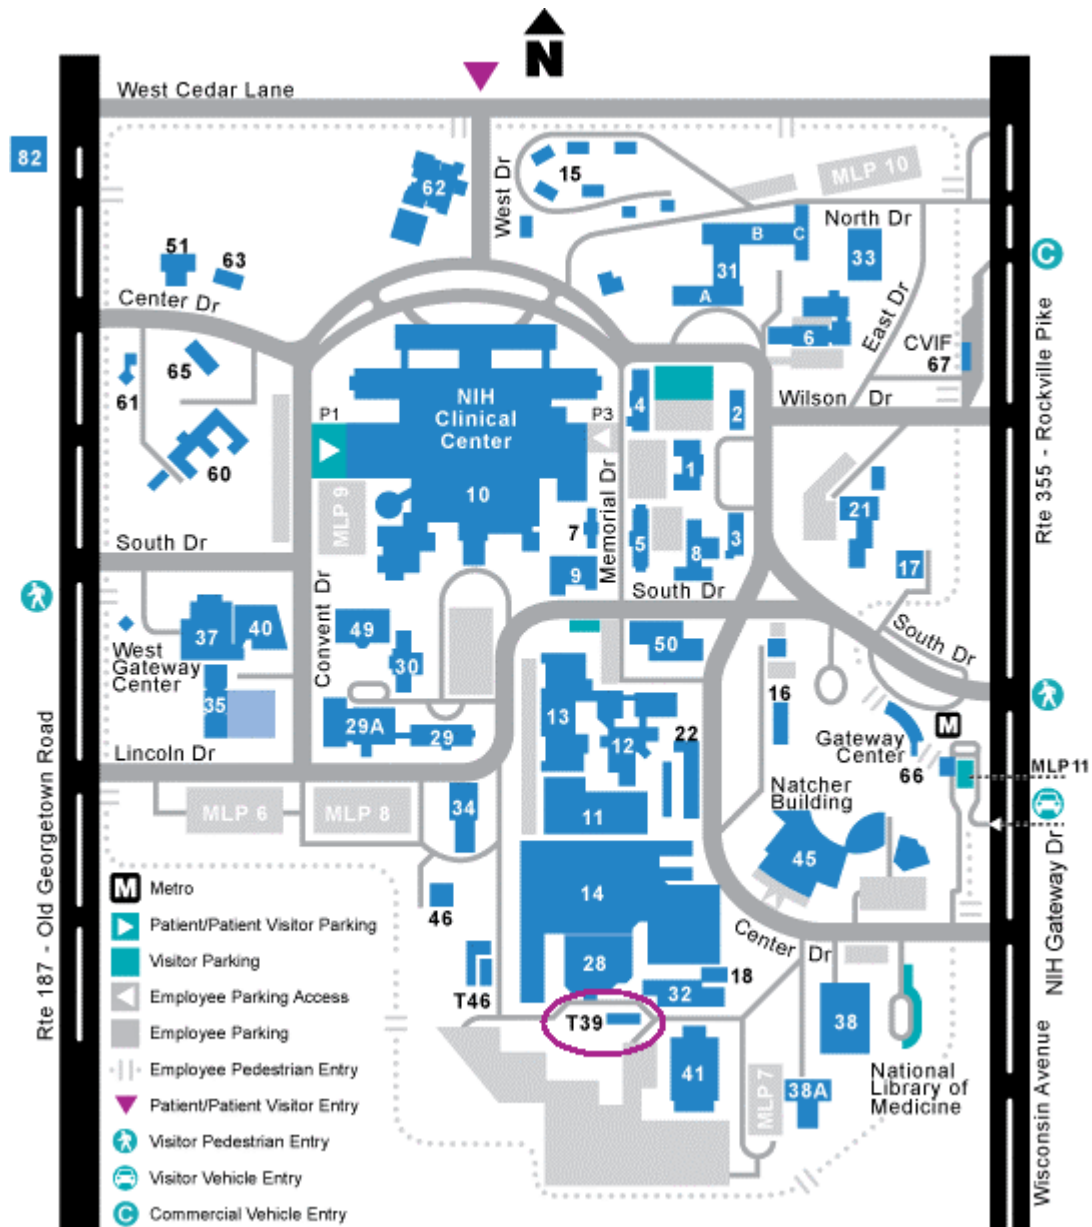 N
West Cedar Lane
82
62
West Dr
15
MLP 10
North Dr
B
C
31
A
33
C
51
63
Center Dr
6
East Dr
CVIF
67
Rte 355 - Rockville Pike
65
61
60
NIH
Clinical
Center
10
P1
P3
MLP 9
4
2
1
Wilson Dr
Memorial Dr
7
9
5
8
3
21
17
South Dr
South Dr
South Dr
37
40
West
Gateway
Center
35
Convent Dr
49
30
29A
29
50
13
12
22
16
11
M
Gateway
Center
66
MLP 11
Natcher
Building
45
Lincoln Dr
MLP 6
MLP 8
34
46
14
28
T46
T39
18
32
41
Center Dr
38
38A
MLP 7
National
Library of
Medicine
NIH Gateway Dr
Wisconsin Avenue
Rte 187 - Old Georgetown Road
M Metro
Patient/Patient Visitor Parking
Visitor Parking
Employee Parking Access
Employee Parking
Employee Pedestrian Entry
Patient/Patient Visitor Entry
Visitor Pedestrian Entry
Visitor Vehicle Entry
C Commercial Vehicle Entry